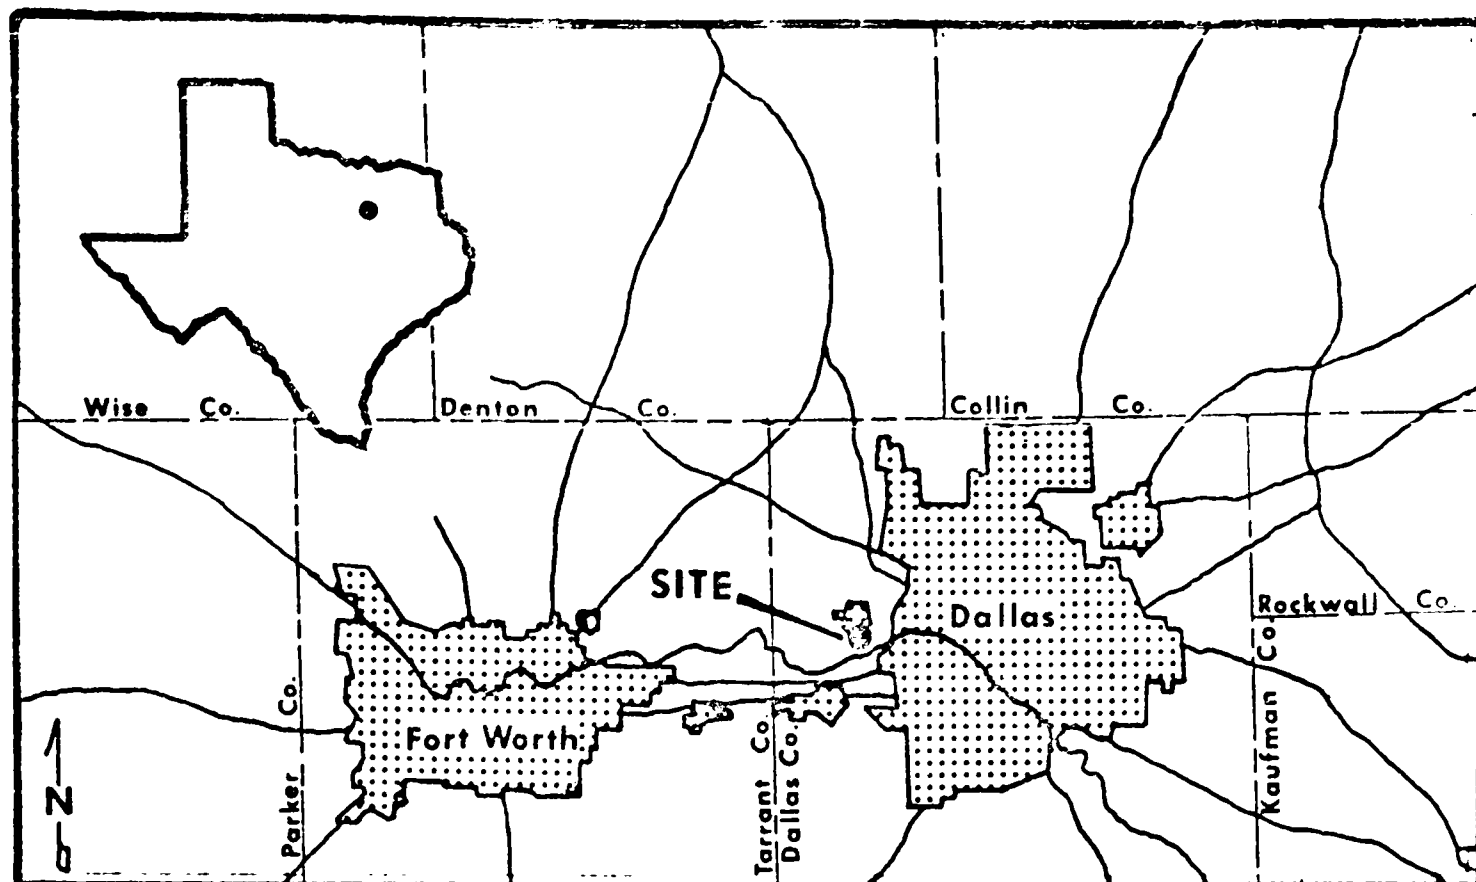 Wise Co.
Denton Co.
Collin Co.
SITE
Dallas
Rockwall Co.
Fort Worth
Parker Co.
Tarrant Co.
Dallas Co.
Kaufman Co.
N